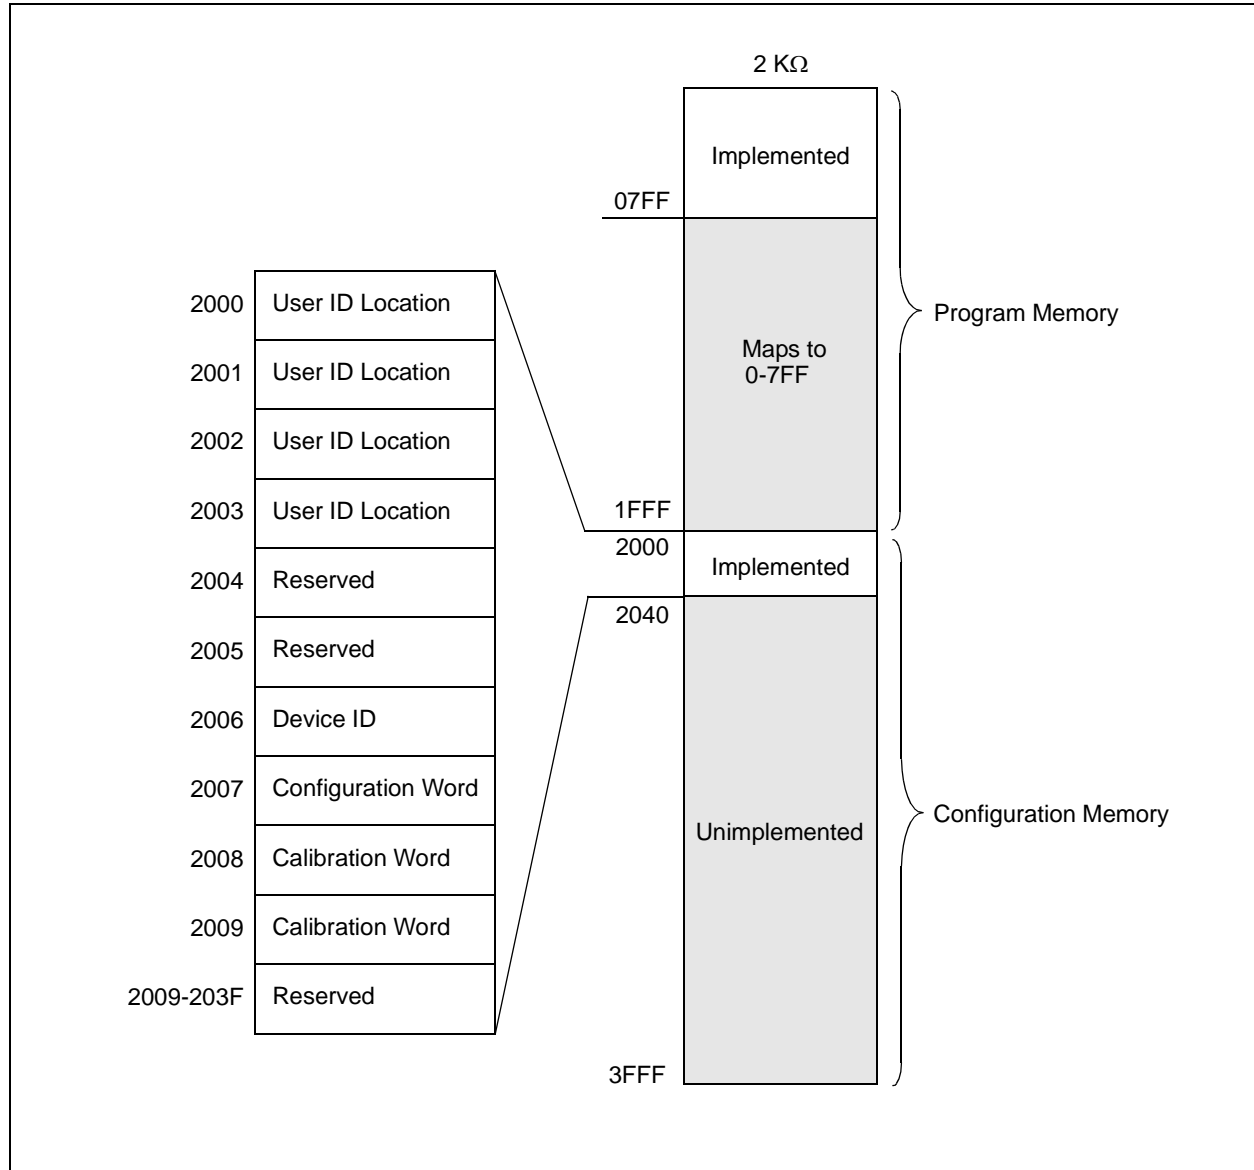 2 KΩ
Implemented
07FF
Maps to
0-7FF
Program Memory
1FFF
2000
Implemented
2040
Unimplemented
Configuration Memory
3FFF
2000 User ID Location
2001 User ID Location
2002 User ID Location
2003 User ID Location
2004 Reserved
2005 Reserved
2006 Device ID
2007 Configuration Word
2008 Calibration Word
2009 Calibration Word
2009-203F Reserved